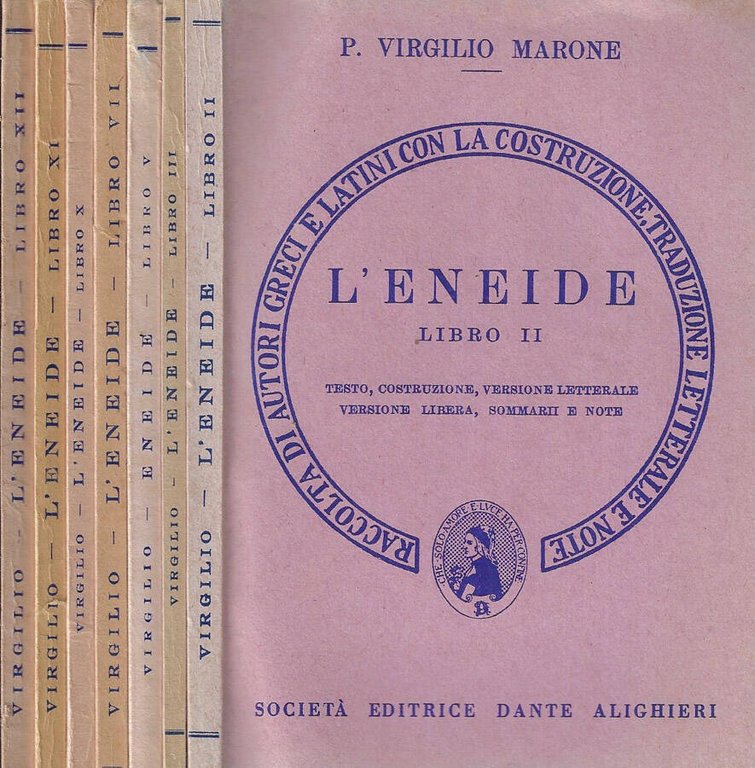 VIRGILIO — L'ENEIDE — LIBRO XII
VIRGILIO — L'ENEIDE — LIBRO XI
VIRGILIO — L'ENEIDE — LIBRO X
VIRGILIO — L'ENEIDE — LIBRO VII
VIRGILIO — ENEIDE — LIBRO V
VIRGILIO — L'ENEIDE — LIBRO III
VIRGILIO — L'ENEIDE — LIBRO II
P. VIRGILIO MARONE
RACCOLTA DI AUTORI GRECI E LATINI CON LA COSTRUZIONE, TRADUZIONE LETTERALE E NOTE
L'ENEIDE
LIBRO II
TESTO, COSTRUZIONE, VERSIONE LETTERALE
VERSIONE LIBERA, SOMMARII E NOTE
CHE SOLO AMORE E LVCE HA PER CONFINE
SOCIETÀ EDITRICE DANTE ALIGHIERI